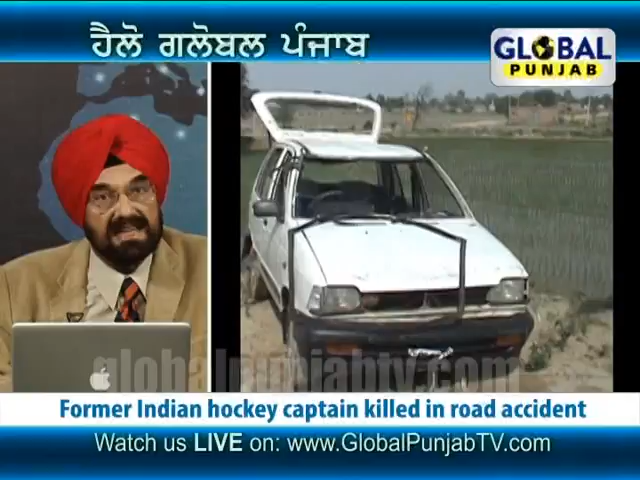 ਹੈਲੋ ਗਲੋਬਲ ਪੰਜਾਬ
GLOBAL
PUNJAB
globalpunjabtv.com
Former Indian hockey captain killed in road accident
Watch us LIVE on: www.GlobalPunjabTV.com